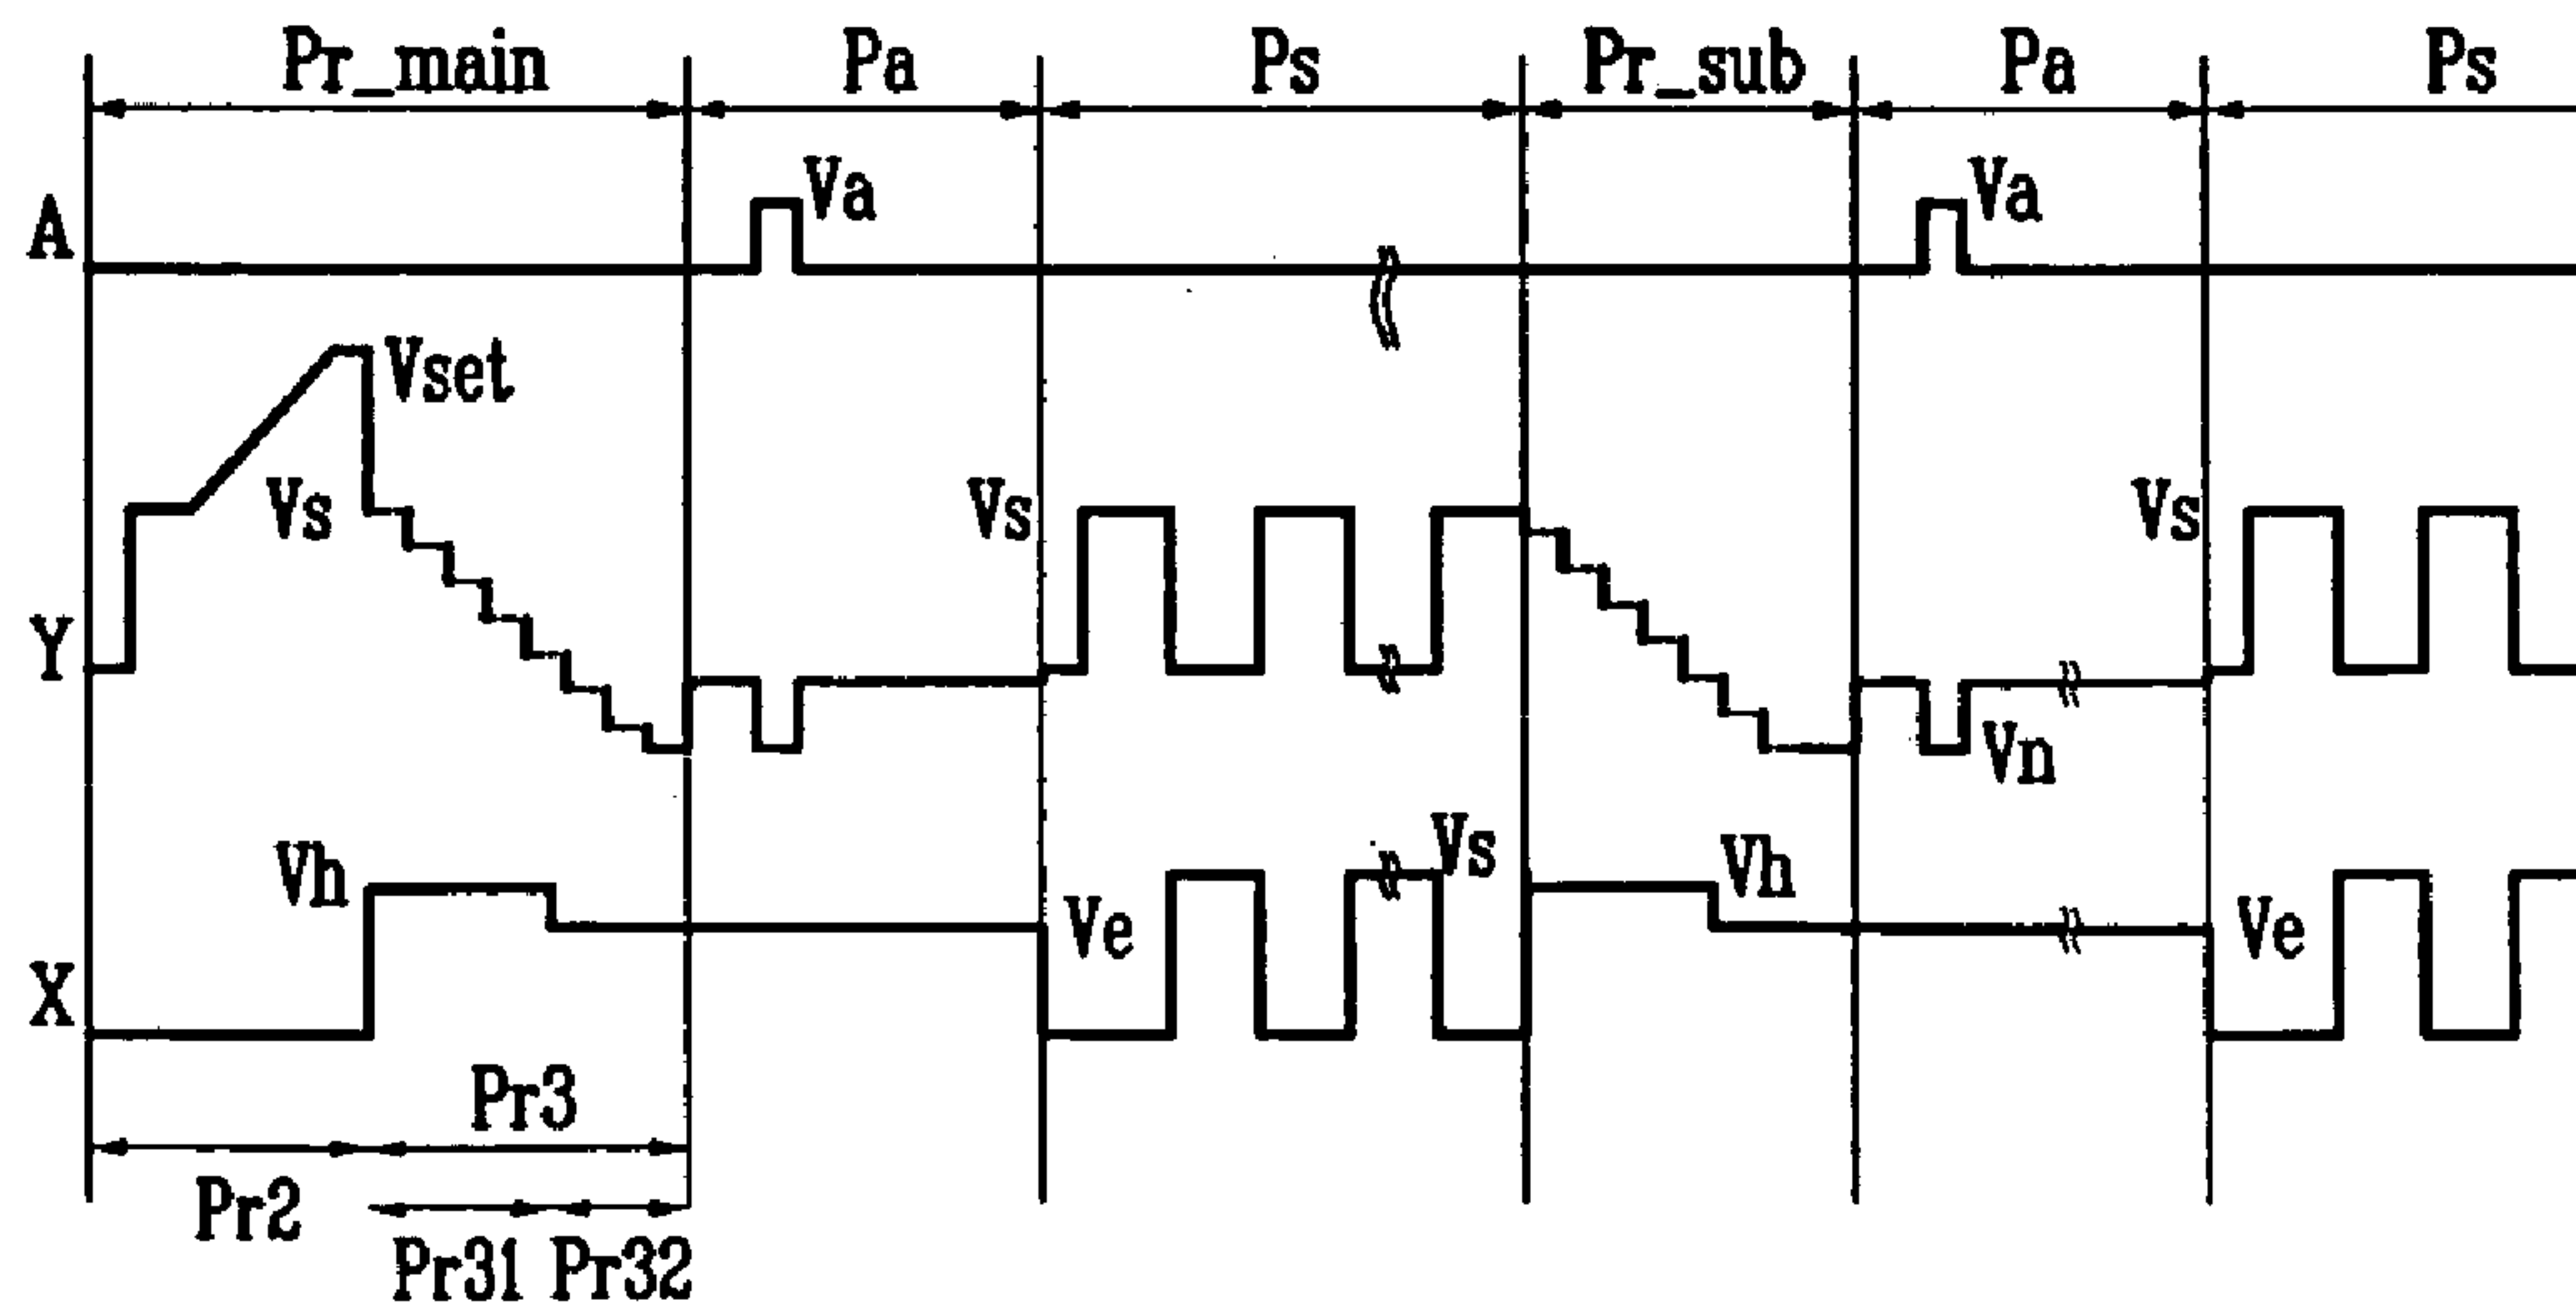 Pr_main Pa Ps Pr_sub Pa Ps
Va Va
A
Vset
Vs Vs Vs
Y
Vn
Vs
Vh Vh
Ve Ve
X
Pr3
Pr2
Pr31 Pr32